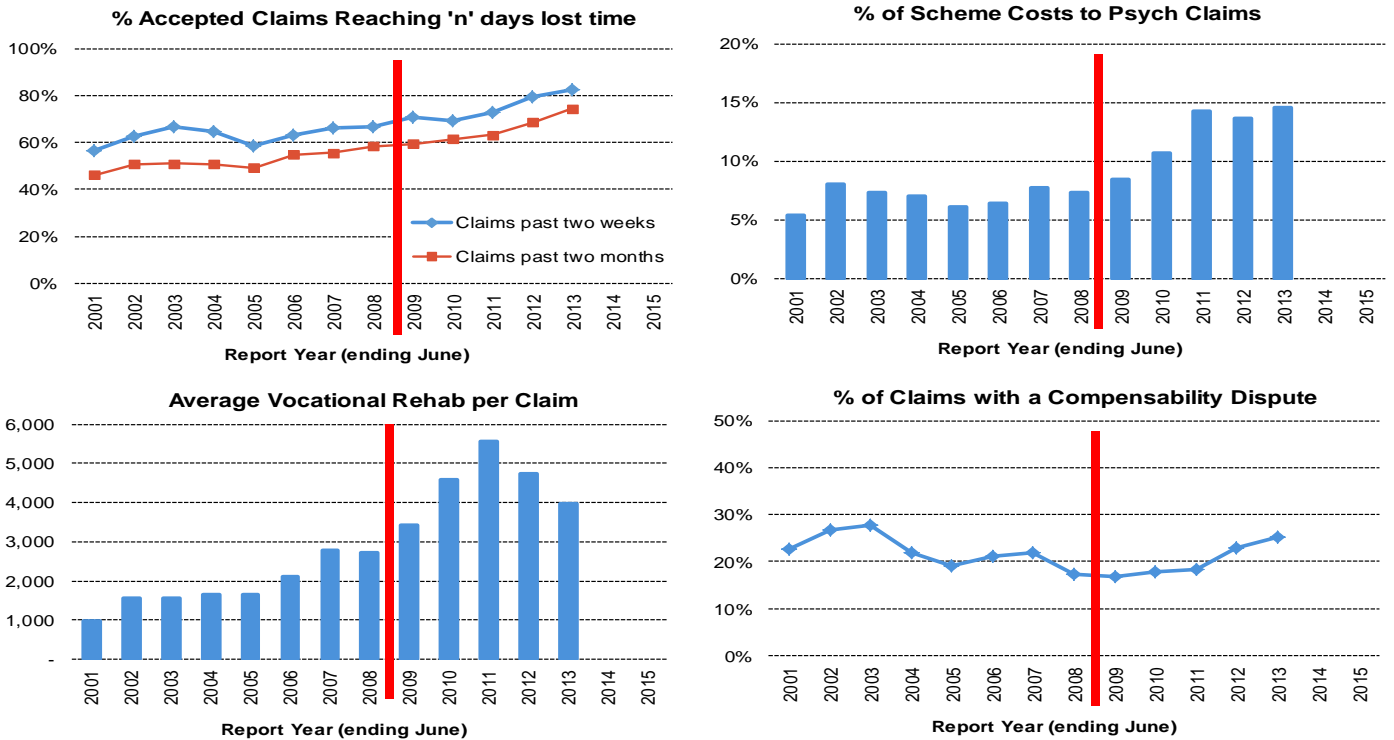 % Accepted Claims Reaching 'n' days lost time
100%
80%
60%
40%
20%
0%
Claims past two weeks
Claims past two months
2001 2002 2003 2004 2005 2006 2007 2008 2009 2010 2011 2012 2013 2014 2015
Report Year (ending June)
% of Scheme Costs to Psych Claims
20%
15%
10%
5%
0%
2001 2002 2003 2004 2005 2006 2007 2008 2009 2010 2011 2012 2013 2014 2015
Report Year (ending June)
Average Vocational Rehab per Claim
6,000
5,000
4,000
3,000
2,000
1,000
-
2001 2002 2003 2004 2005 2006 2007 2008 2009 2010 2011 2012 2013 2014 2015
Report Year (ending June)
% of Claims with a Compensability Dispute
50%
40%
30%
20%
10%
0%
2001 2002 2003 2004 2005 2006 2007 2008 2009 2010 2011 2012 2013 2014 2015
Report Year (ending June)